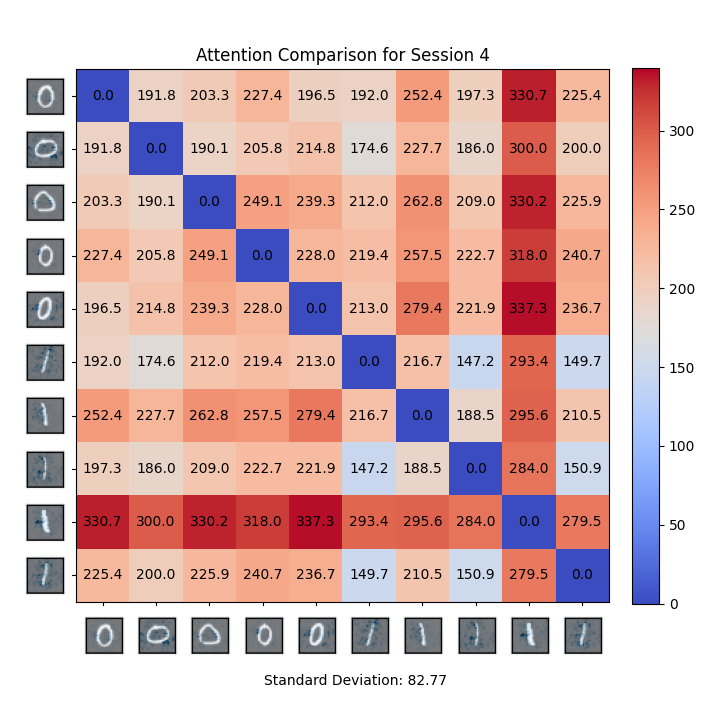 Attention Comparison for Session 4
0.0 191.8 203.3 227.4 196.5 192.0 252.4 197.3 330.7 225.4
191.8 0.0 190.1 205.8 214.8 174.6 227.7 186.0 300.0 200.0
203.3 190.1 0.0 249.1 239.3 212.0 262.8 209.0 330.2 225.9
227.4 205.8 249.1 0.0 228.0 219.4 257.5 222.7 318.0 240.7
196.5 214.8 239.3 228.0 0.0 213.0 279.4 221.9 337.3 236.7
192.0 174.6 212.0 219.4 213.0 0.0 216.7 147.2 293.4 149.7
252.4 227.7 262.8 257.5 279.4 216.7 0.0 188.5 295.6 210.5
197.3 186.0 209.0 222.7 221.9 147.2 188.5 0.0 284.0 150.9
330.7 300.0 330.2 318.0 337.3 293.4 295.6 284.0 0.0 279.5
225.4 200.0 225.9 240.7 236.7 149.7 210.5 150.9 279.5 0.0
300
250
200
150
100
50
0
Standard Deviation: 82.77